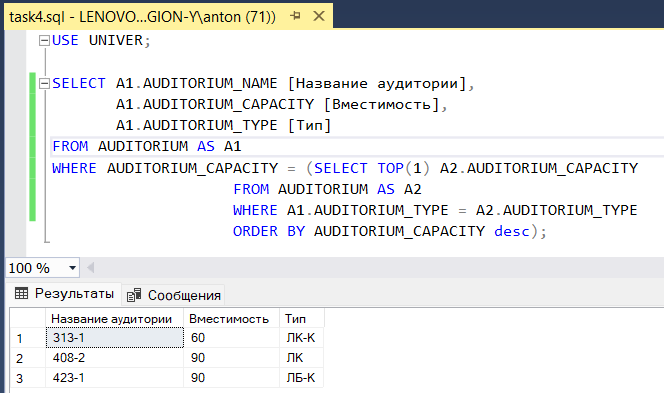 task4.sql - LENOVO...GION-Y\anton (71))
USE UNIVER;
SELECT A1.AUDITORIUM_NAME [Название аудитории],
A1.AUDITORIUM_CAPACITY [Вместимость],
A1.AUDITORIUM_TYPE [Тип]
FROM AUDITORIUM AS A1
WHERE AUDITORIUM_CAPACITY = (SELECT TOP(1) A2.AUDITORIUM_CAPACITY
FROM AUDITORIUM AS A2
WHERE A1.AUDITORIUM_TYPE = A2.AUDITORIUM_TYPE
ORDER BY AUDITORIUM_CAPACITY desc);
100 %
Результаты Сообщения
Название аудитории Вместимость Тип
1 313-1 60 ЛК-К
2 408-2 90 ЛК
3 423-1 90 ЛБ-К